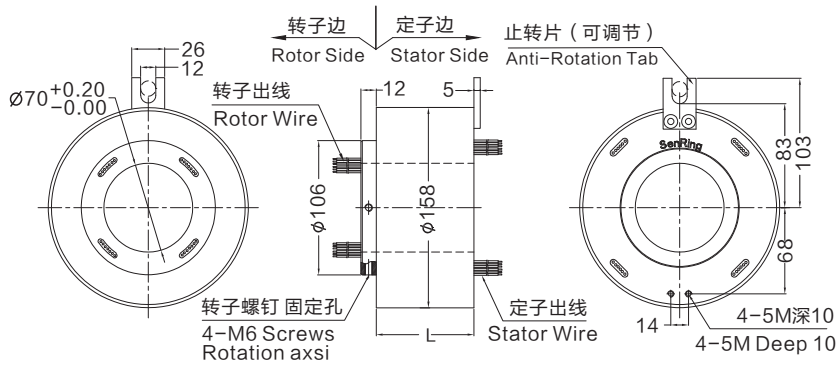 转子边
Rotor Side
定子边
Stator Side
止转片（可调节）
Anti-Rotation Tab
26
12
Ø70+0.20
-0.00
转子出线
Rotor Wire
12
5
Ø106
Ø158
SenRing
83
103
68
转子螺钉 固定孔
4-M6 Screws
Rotation axsi
L
定子出线
Stator Wire
14
4-5M深10
4-5M Deep 10